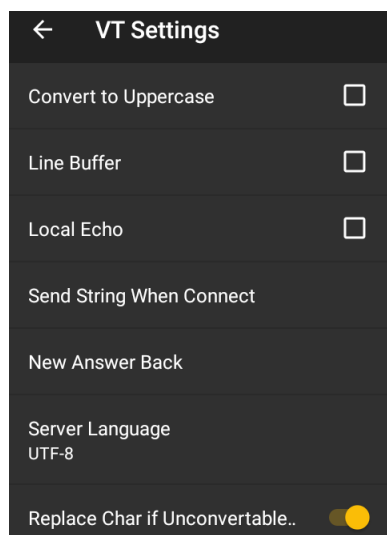 VT Settings
Convert to Uppercase
Line Buffer
Local Echo
Send String When Connect
New Answer Back
Server Language
UTF-8
Replace Char if Unconvertable..